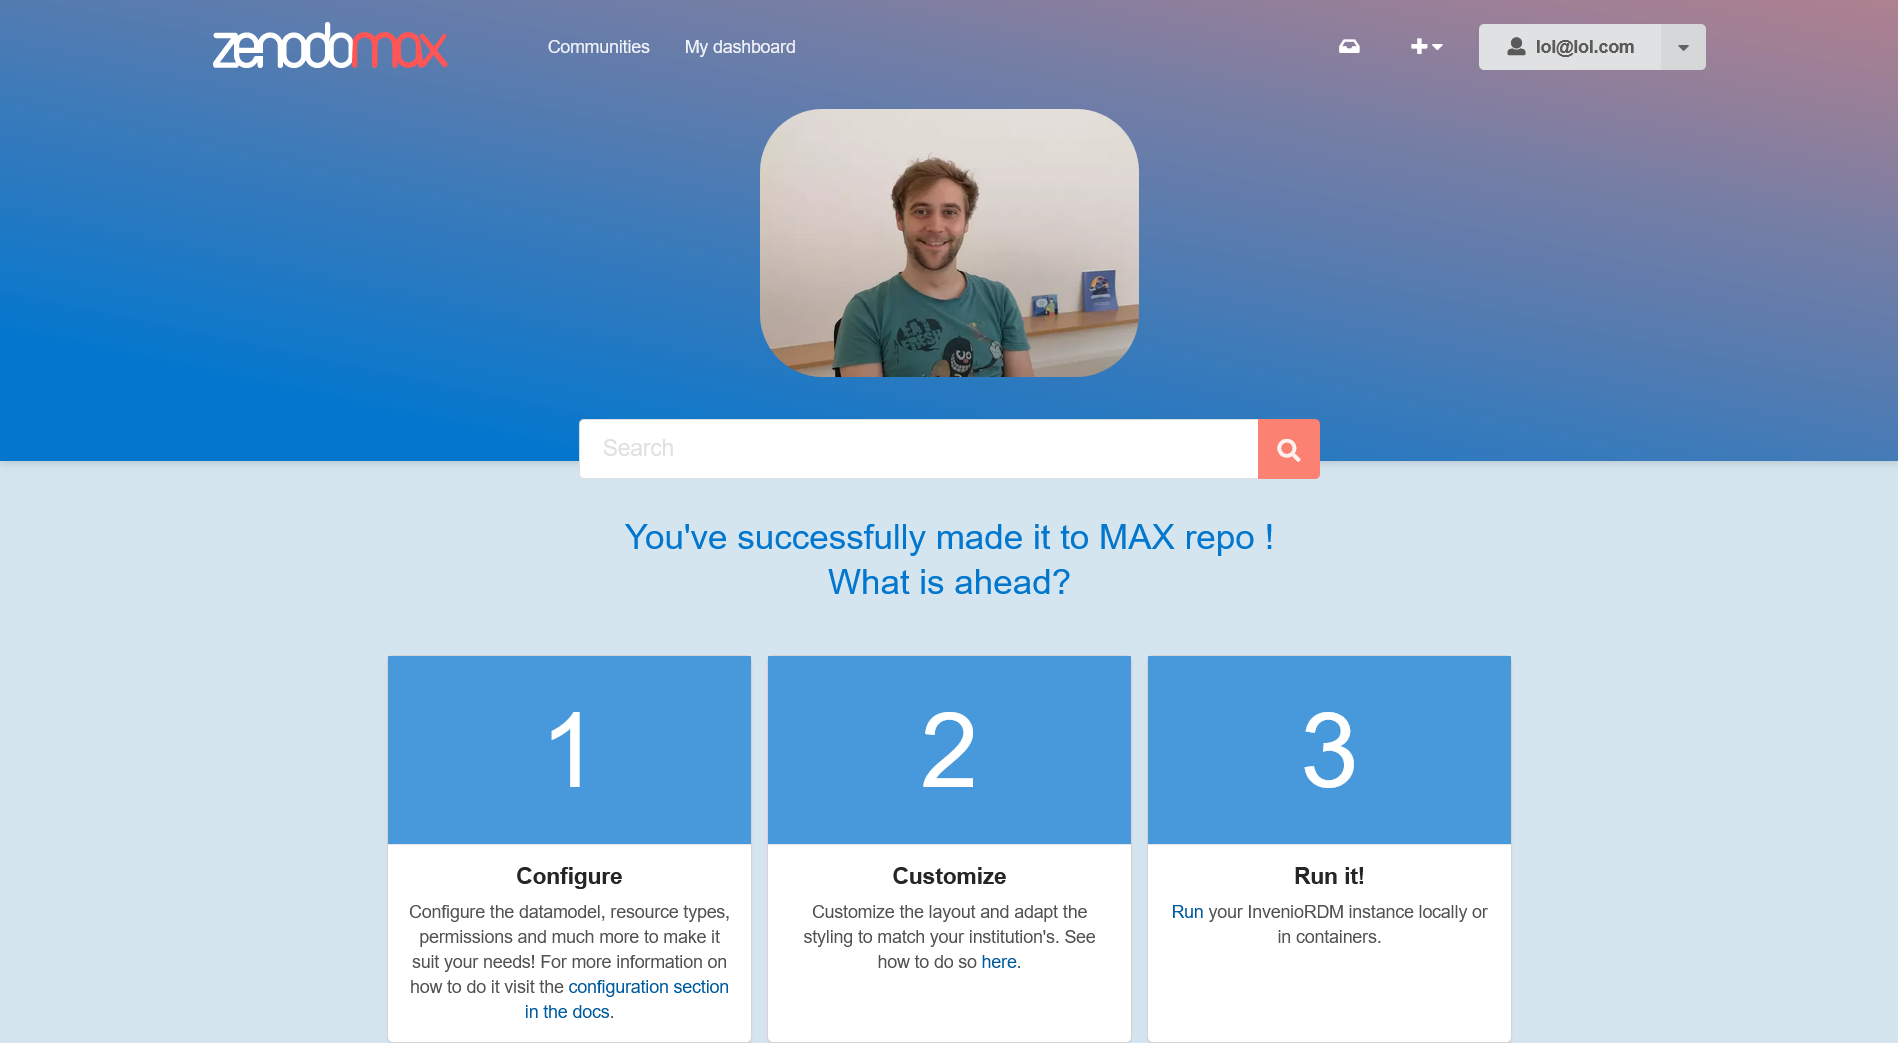 zenodomax
Communities
My dashboard
lol@lol.com
EAT
FRESH
Search
You've successfully made it to MAX repo !
What is ahead?
1
2
3
Configure
Configure the datamodel, resource types,
permissions and much more to make it
suit your needs! For more information on
how to do it visit the configuration section
in the docs.
Customize
Customize the layout and adapt the
styling to match your institution's. See
how to do so here.
Run it!
Run your InvenioRDM instance locally or
in containers.